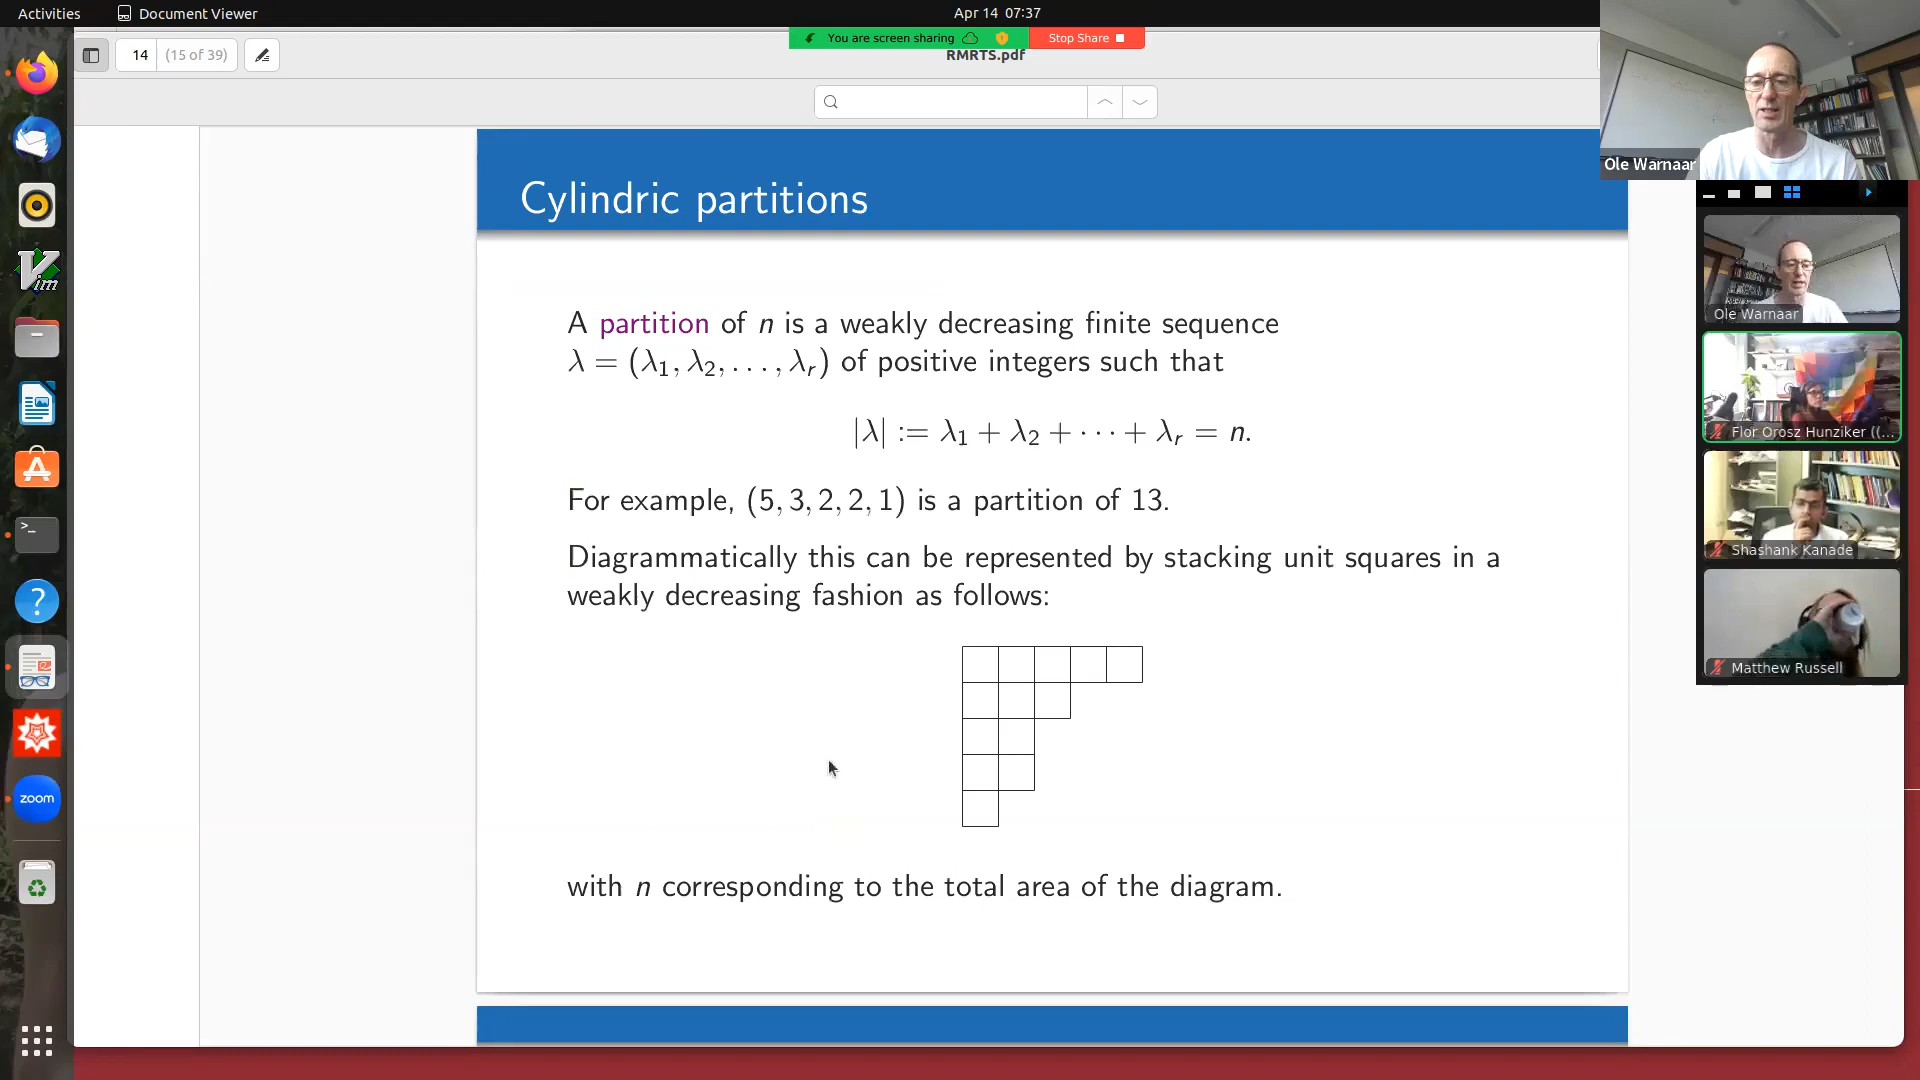 Activities
Document Viewer
Apr 14 07:37
You are screen sharing
Stop Share
14
(15 of 39)
RMRTS.pdf
Cylindric partitions
A partition of n is a weakly decreasing finite sequence
λ = (λ₁, λ₂, . . . , λᵣ) of positive integers such that
|λ| := λ₁ + λ₂ + · · · + λᵣ = n.
For example, (5, 3, 2, 2, 1) is a partition of 13.
Diagrammatically this can be represented by stacking unit squares in a
weakly decreasing fashion as follows:
with n corresponding to the total area of the diagram.
Ole Warnaar
Ole Warnaar
Flor Orosz Hunziker ((...
Shashank Kanade
Matthew Russell
Vim
>_
?
zoom